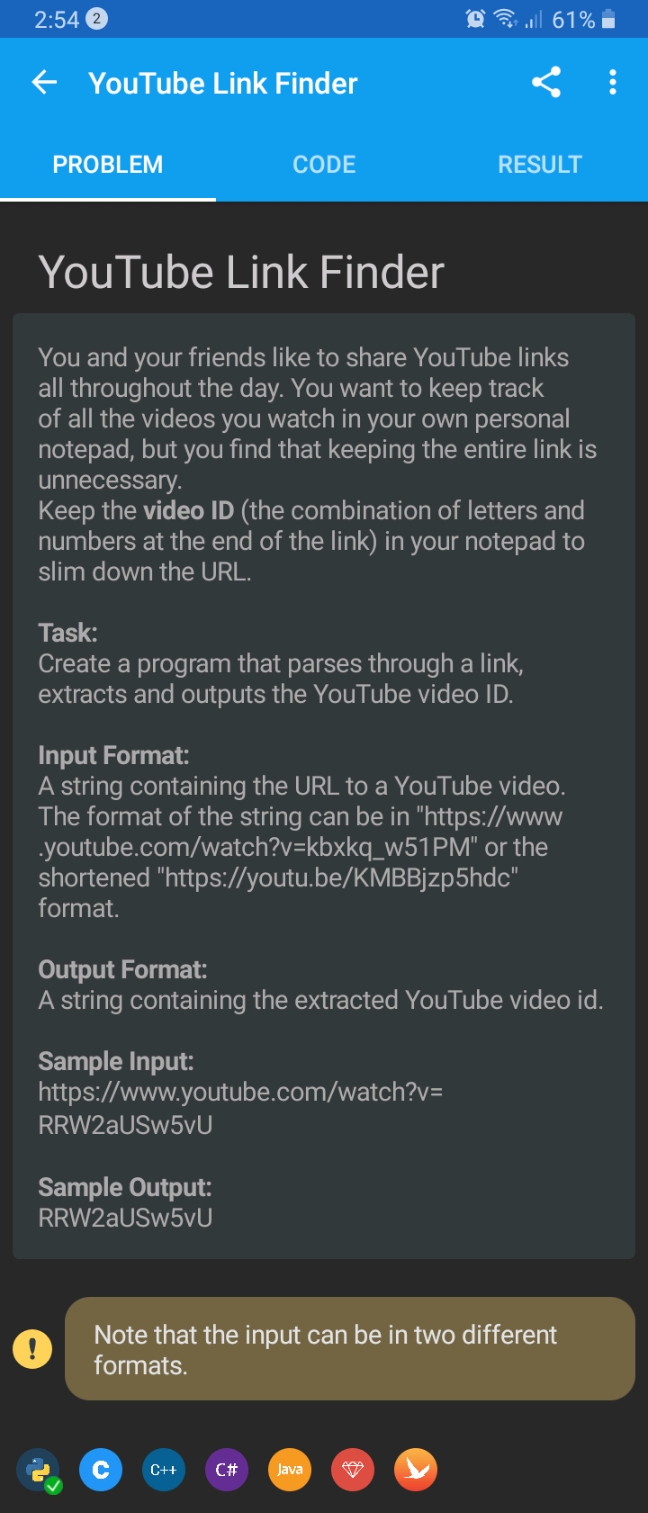 2:54 2 61%
YouTube Link Finder
PROBLEM CODE RESULT
YouTube Link Finder
You and your friends like to share YouTube links
all throughout the day. You want to keep track
of all the videos you watch in your own personal
notepad, but you find that keeping the entire link is
unnecessary.
Keep the video ID (the combination of letters and
numbers at the end of the link) in your notepad to
slim down the URL.
Task:
Create a program that parses through a link,
extracts and outputs the YouTube video ID.
Input Format:
A string containing the URL to a YouTube video.
The format of the string can be in "https://www
.youtube.com/watch?v=kbxkq_w51PM" or the
shortened "https://youtu.be/KMBBjzp5hdc"
format.
Output Format:
A string containing the extracted YouTube video id.
Sample Input:
https://www.youtube.com/watch?v=
RRW2aUSw5vU
Sample Output:
RRW2aUSw5vU
! Note that the input can be in two different
formats.
C C++ C# Java